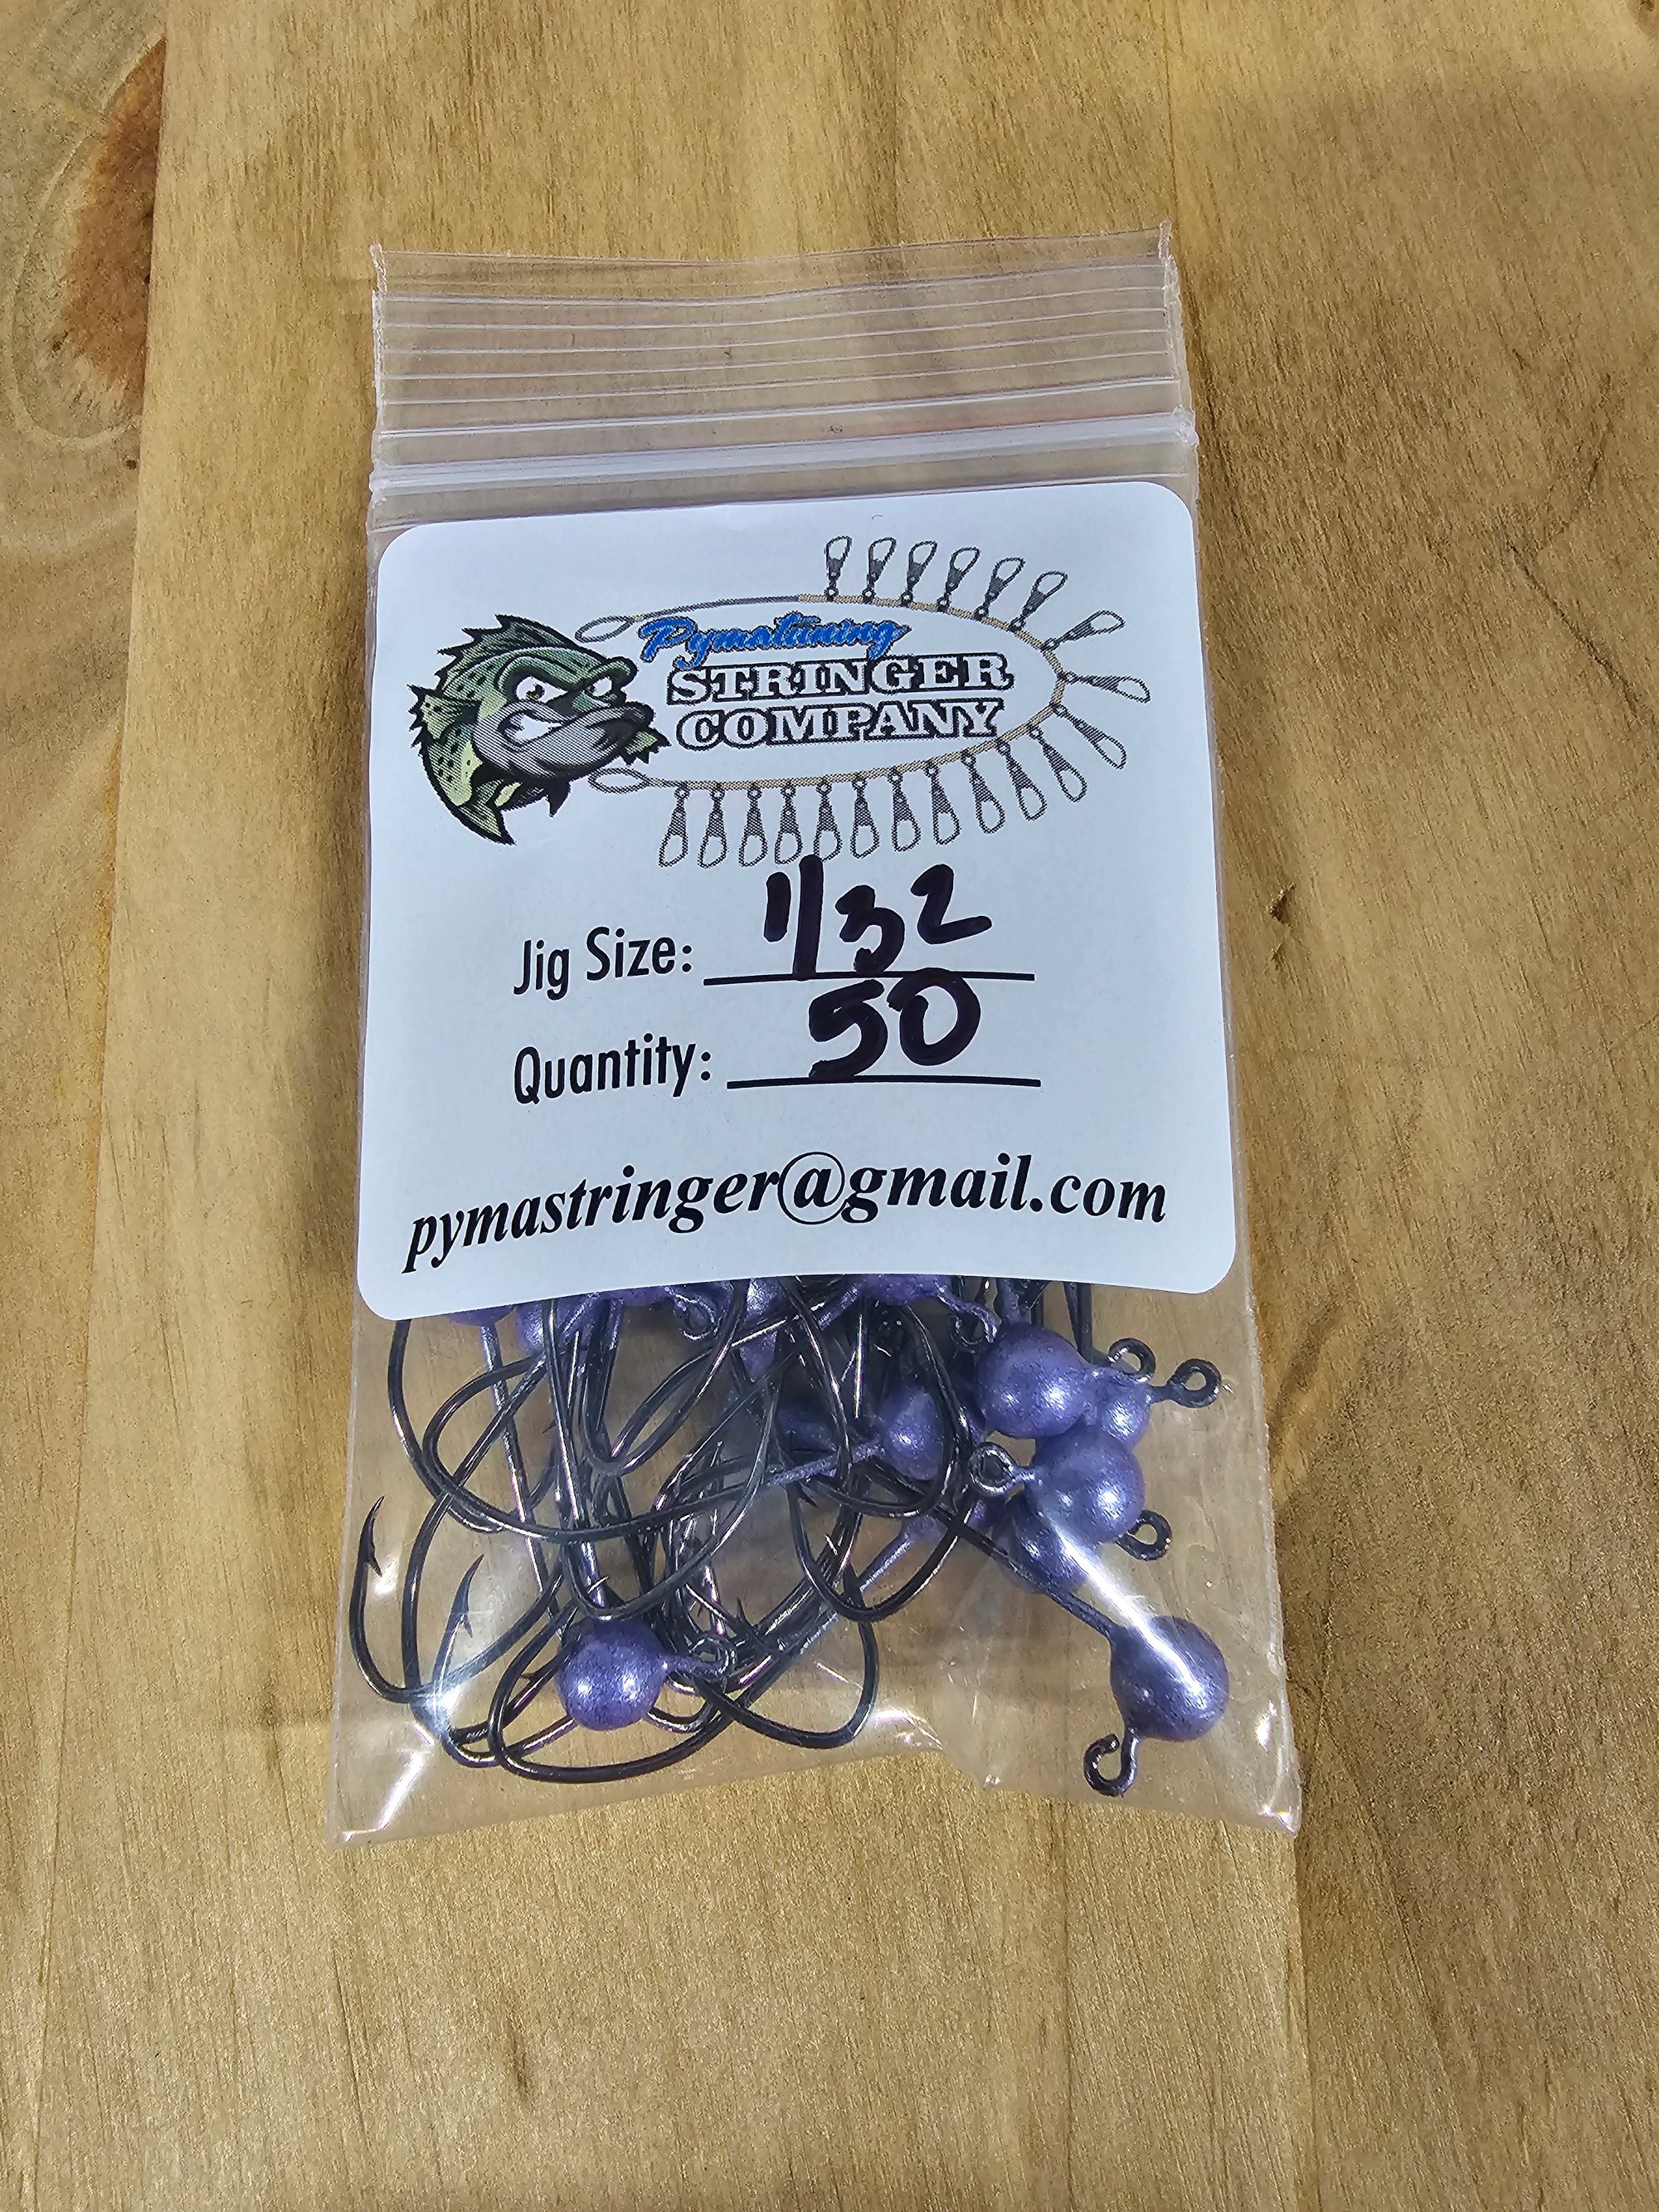 Pymatuning
STRINGER
COMPANY
Jig Size: 1/32
Quantity: 50
pymastringer@gmail.com